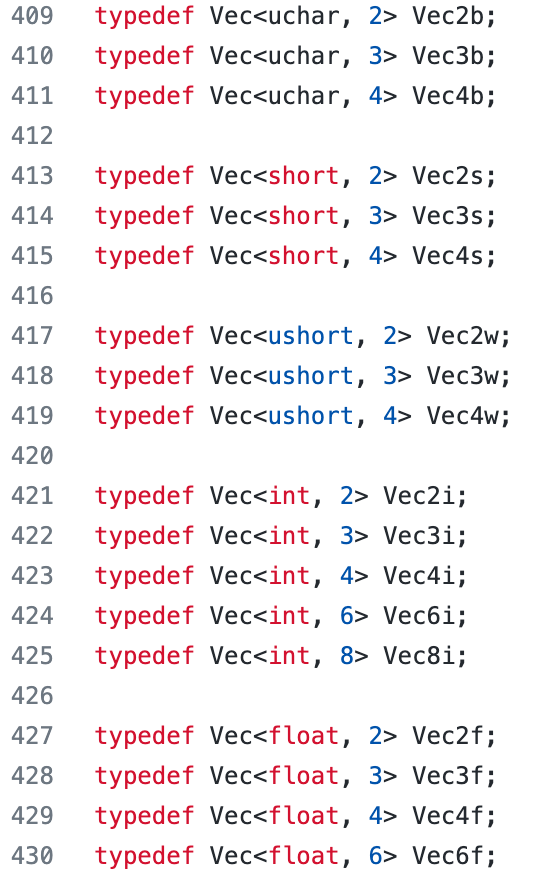 409 typedef Vec<uchar, 2> Vec2b;
410 typedef Vec<uchar, 3> Vec3b;
411 typedef Vec<uchar, 4> Vec4b;
412
413 typedef Vec<short, 2> Vec2s;
414 typedef Vec<short, 3> Vec3s;
415 typedef Vec<short, 4> Vec4s;
416
417 typedef Vec<ushort, 2> Vec2w;
418 typedef Vec<ushort, 3> Vec3w;
419 typedef Vec<ushort, 4> Vec4w;
420
421 typedef Vec<int, 2> Vec2i;
422 typedef Vec<int, 3> Vec3i;
423 typedef Vec<int, 4> Vec4i;
424 typedef Vec<int, 6> Vec6i;
425 typedef Vec<int, 8> Vec8i;
426
427 typedef Vec<float, 2> Vec2f;
428 typedef Vec<float, 3> Vec3f;
429 typedef Vec<float, 4> Vec4f;
430 typedef Vec<float, 6> Vec6f;